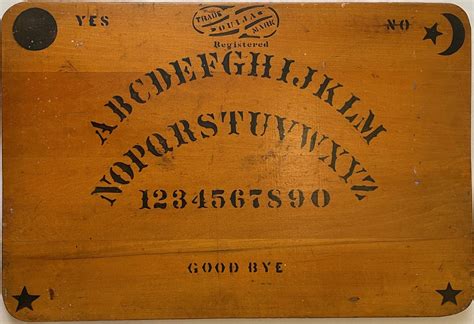 YES
TRADE OUIJA MARK
NO
Registered
ABCDEFGHIJKLM
NOPQRSTUVWXYZ
1234567890
GOOD BYE